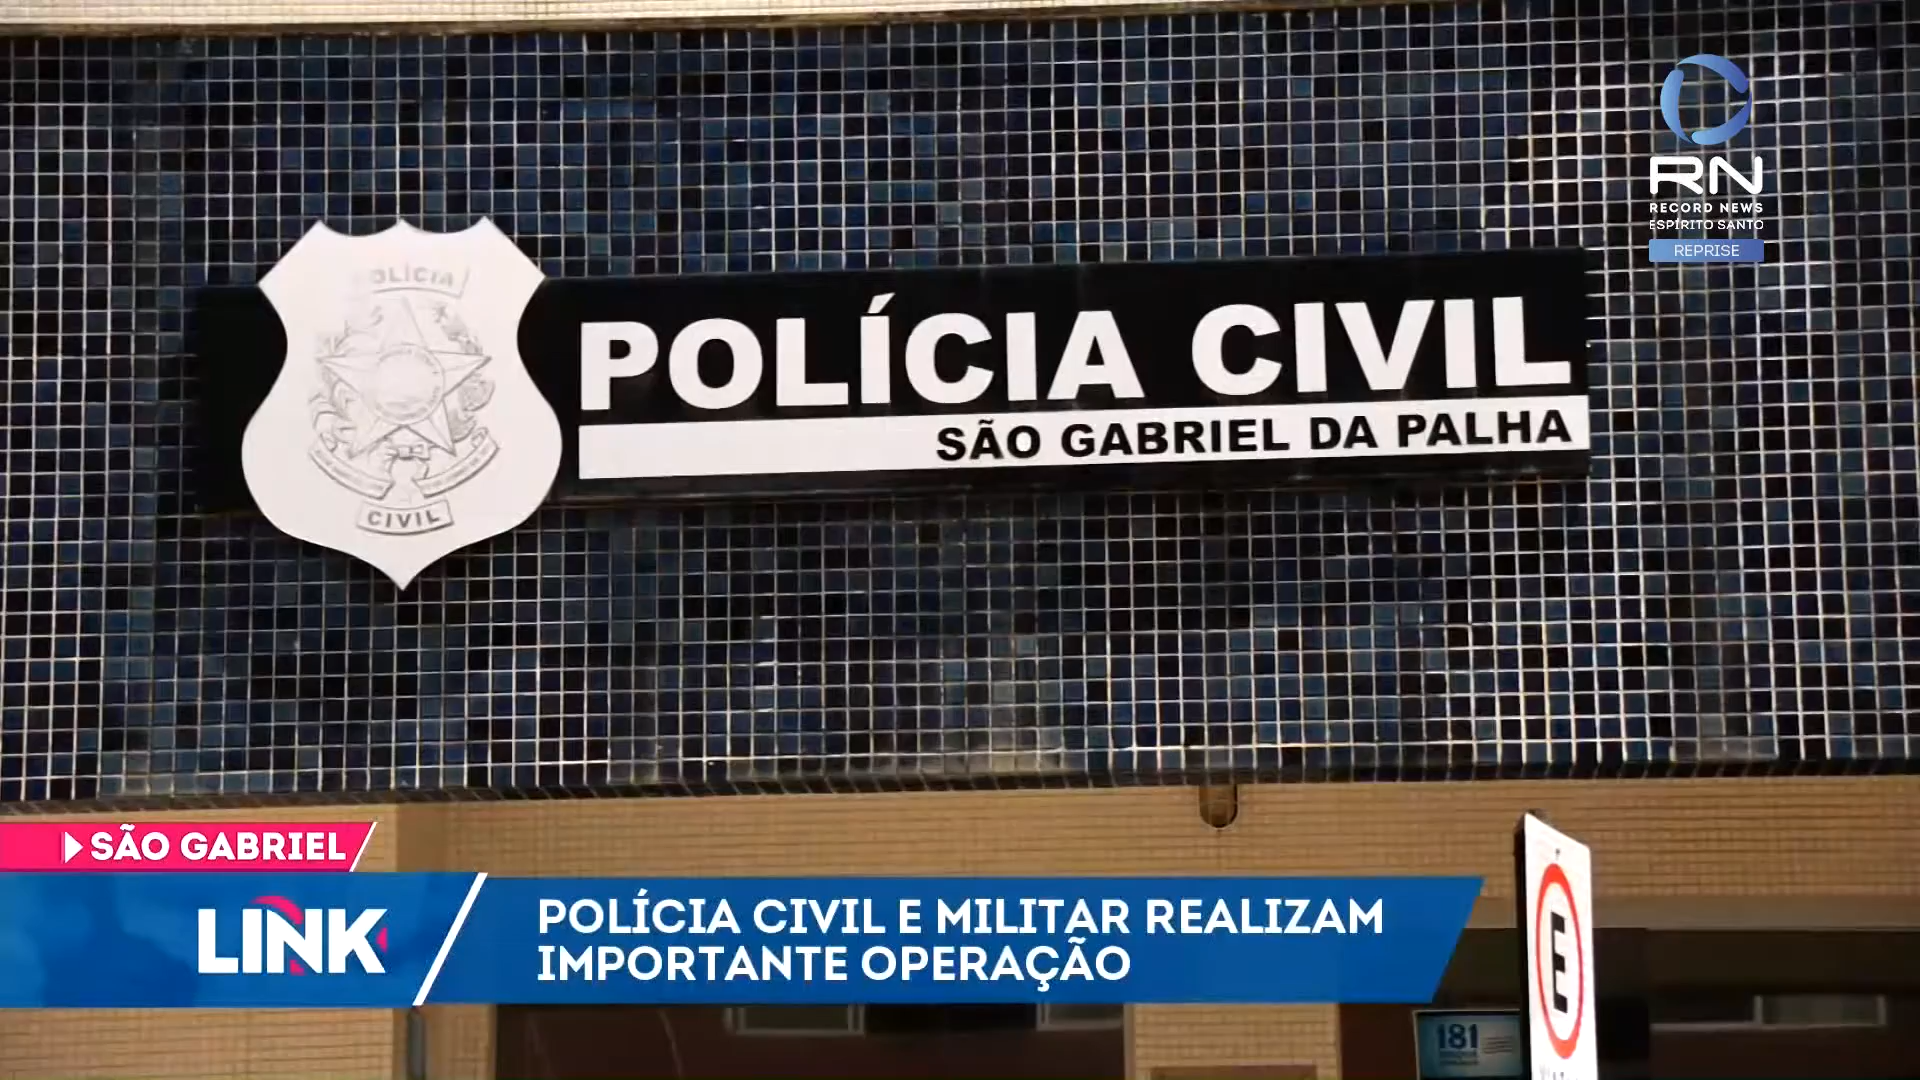 RN
RECORD NEWS
ESPÍRITO SANTO
REPRISE
POLÍCIA
CIVIL
POLÍCIA CIVIL
SÃO GABRIEL DA PALHA
SÃO GABRIEL
LINK
POLÍCIA CIVIL E MILITAR REALIZAM
IMPORTANTE OPERAÇÃO
E
181